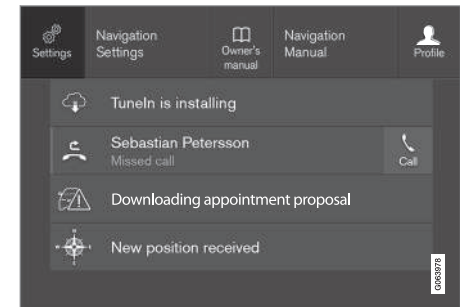 Settings
Navigation
Settings
Owner's
manual
Navigation
Manual
Profile
TuneIn is installing
Sebastian Petersson
Missed call
Call
Downloading appointment proposal
New position received
G063978